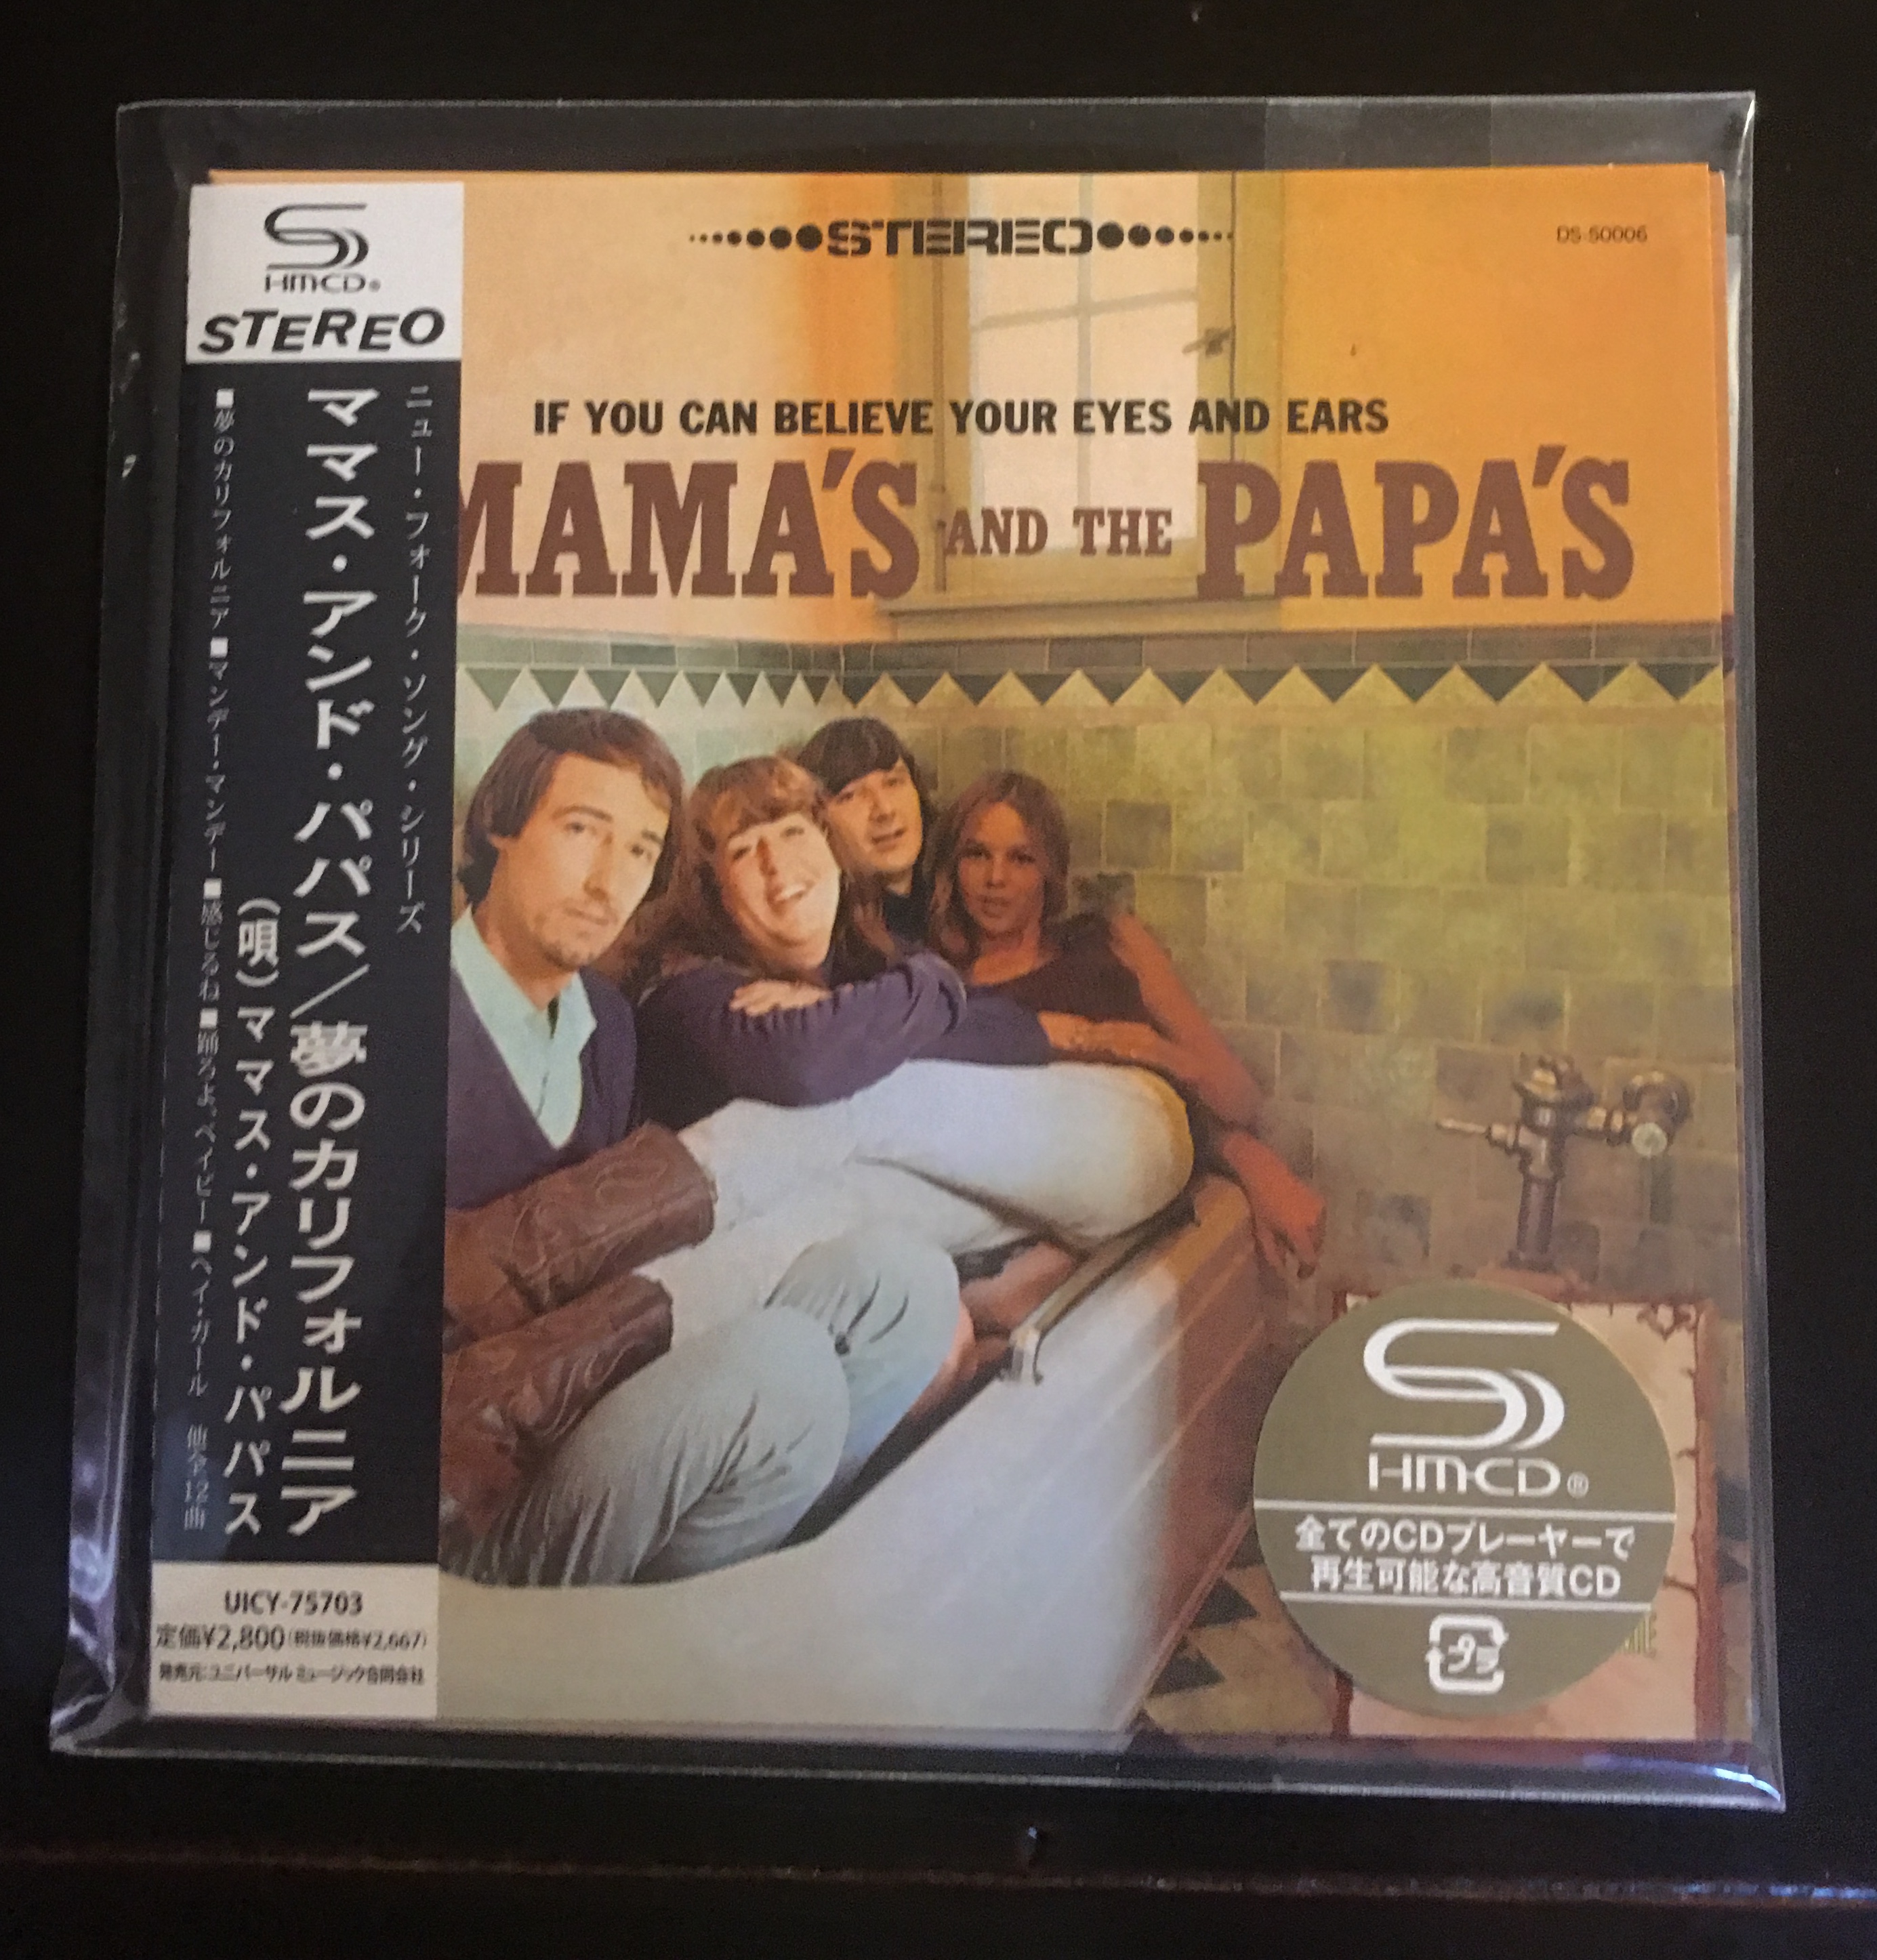 HM-CD®
STEREO
ニュー・フォーク・ソング・シリーズ
ママス・アンド・パパス/夢のカリフォルニア
(唄)ママス・アンド・パパス
■夢のカリフォルニア■マンデー・マンデー■感じるね■踊ろよ、ベイビー■ヘイ・ガール 他全12曲
UICY-75703
定価¥2,800(税抜価格¥2,667)
発売元:ユニバーサル ミュージック合同会社
STEREO
DS-50006
IF YOU CAN BELIEVE YOUR EYES AND EARS
MAMA'S AND THE PAPA'S
HM-CD®
全てのCDプレーヤーで
再生可能な高音質CD
プラ